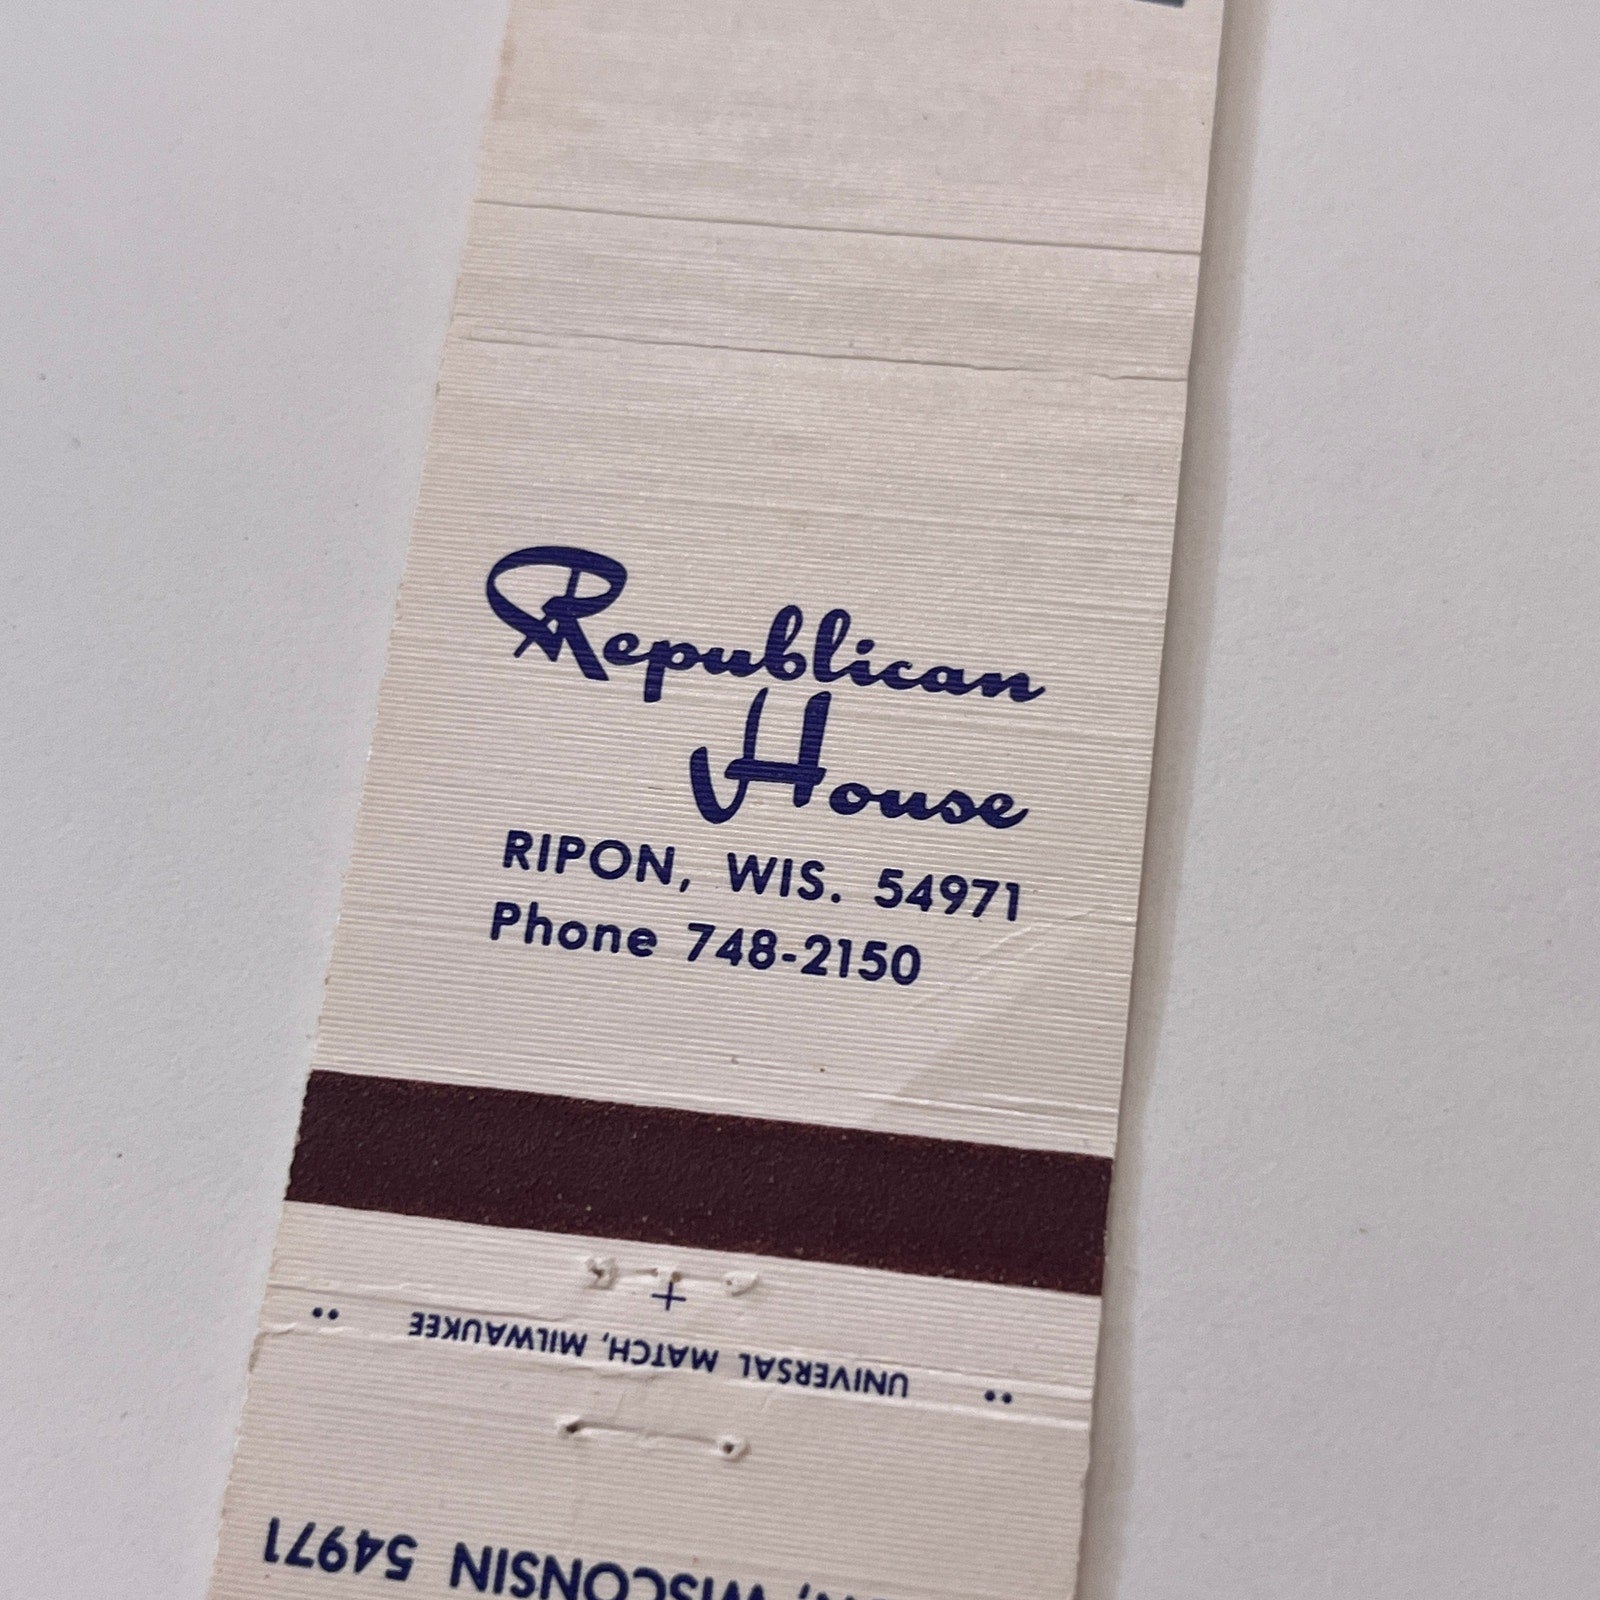 Republican
House
RIPON, WIS. 54971
Phone 748-2150
UNIVERSAL MATCH, MILWAUKEE
WISCONSIN 54971